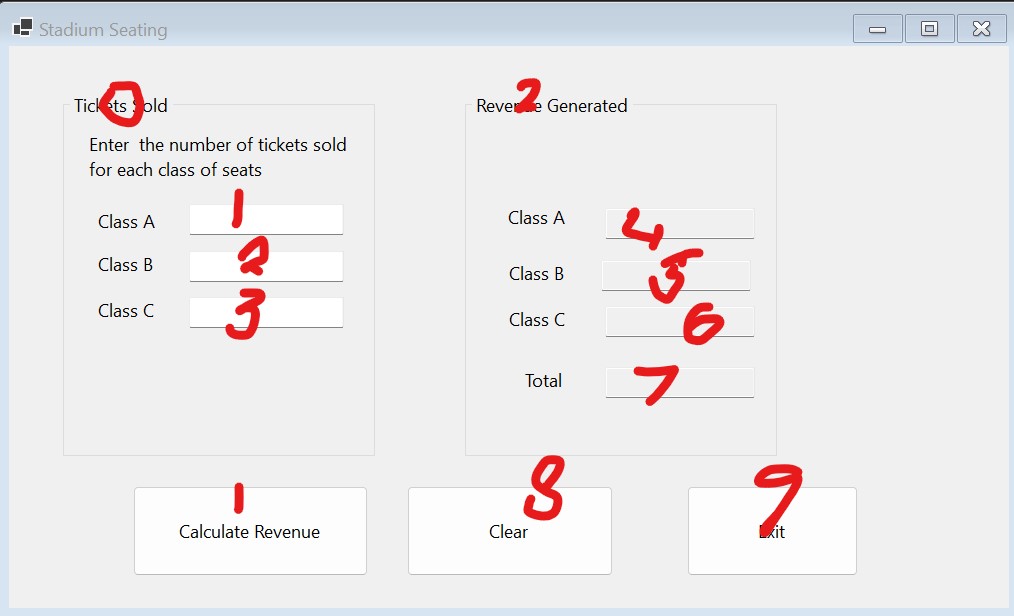 Stadium Seating
0
Tickets Sold
2
Revenue Generated
Enter  the number of tickets sold
for each class of seats
Class A
1
Class B
2
Class C
3
Class A
4
Class B
5
Class C
6
Total
7
1
Calculate Revenue
8
Clear
9
Exit